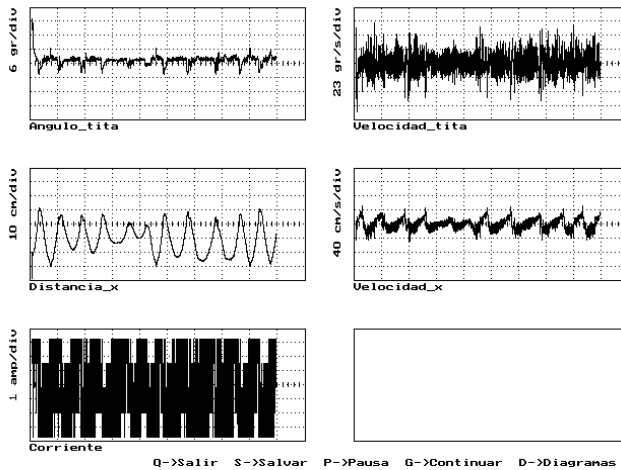 6 gr/div
Angulo_tita
23 gr/s/div
Velocidad_tita
10 cm/div
Distancia_x
40 cm/s/div
Velocidad_x
1 amp/div
Corriente
Q->Salir S->Salvar P->Pausa G->Continuar D->Diagramas